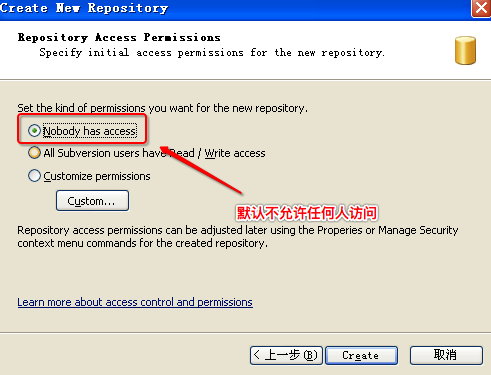 Create New Repository
Repository Access Permissions
Specify initial access permissions for the new repository.
Set the kind of permissions you want for the new repository.
Nobody has access
All Subversion users have Read / Write access
Customize permissions
Custom...
默认不允许任何人访问
Repository access permissions can be adjusted later using the Properies or Manage Security
context menu commands for the created repository.
Learn more about access control and permissions
< 上一步(B)
Create
取消